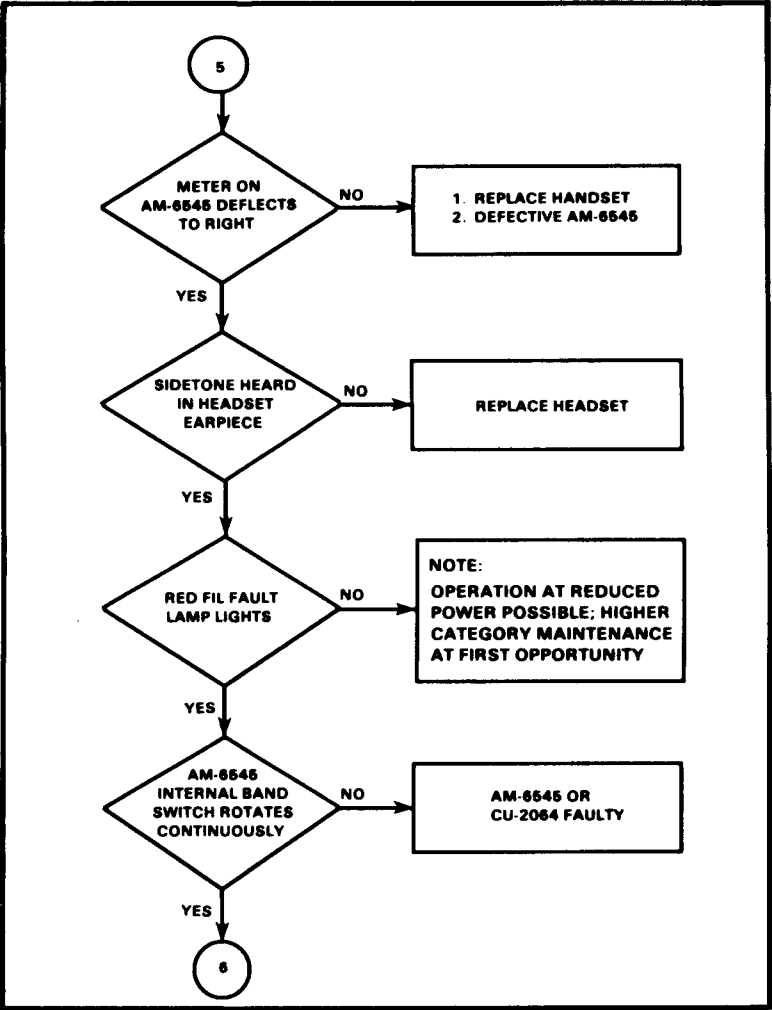 5
METER ON
AM-6545 DEFLECTS
TO RIGHT
NO
1. REPLACE HANDSET
2. DEFECTIVE AM-6545
YES
SIDETONE HEARD
IN HEADSET
EARPIECE
NO
REPLACE HEADSET
YES
RED FIL FAULT
LAMP LIGHTS
NO
NOTE:
OPERATION AT REDUCED
POWER POSSIBLE; HIGHER
CATEGORY MAINTENANCE
AT FIRST OPPORTUNITY
YES
AM-6545
INTERNAL BAND
SWITCH ROTATES
CONTINUOUSLY
NO
AM-6545 OR
CU-2064 FAULTY
YES
6